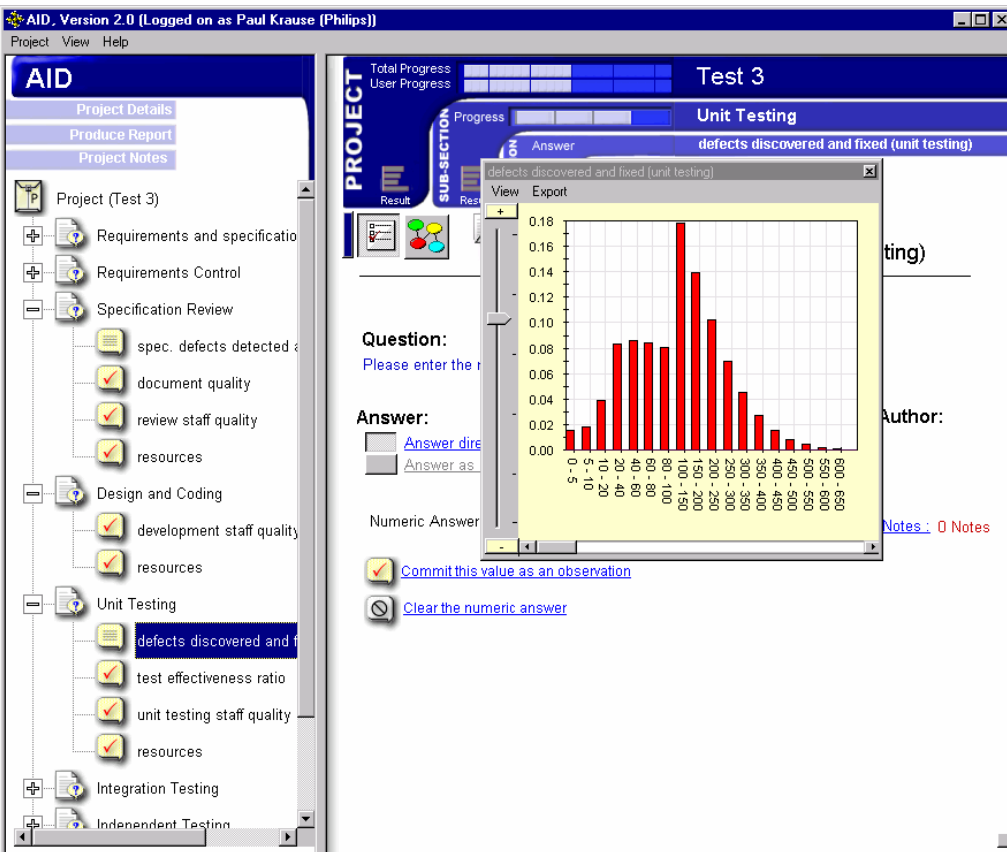 AID, Version 2.0 (Logged on as Paul Krause (Philips))
Project View Help
AID
Project Details
Produce Report
Project Notes
Project (Test 3)
Requirements and specificatio
Requirements Control
Specification Review
spec. defects detected
document quality
review staff quality
resources
Design and Coding
development staff quality
resources
Unit Testing
defects discovered and f
test effectiveness ratio
unit testing staff quality
resources
Integration Testing
Independent Testing
PROJECT
Total Progress
User Progress
Test 3
Result
SUB-SECTION
Progress
Unit Testing
Answer
defects discovered and fixed (unit testing)
ting)
Question:
Please enter the
Answer:
Answer dire
Answer as
Numeric Answer
Author:
Notes : 0 Notes
Commit this value as an observation
Clear the numeric answer
defects discovered and fixed (unit testing)
View Export
+
-
0.18
0.16
0.14
0.12
0.10
0.08
0.06
0.04
0.02
0.00
0 - 5
5 - 10
10 - 20
20 - 40
40 - 60
60 - 80
80 - 100
100 - 150
150 - 200
200 - 250
250 - 300
300 - 350
350 - 400
400 - 450
450 - 500
500 - 550
550 - 600
600 - 650